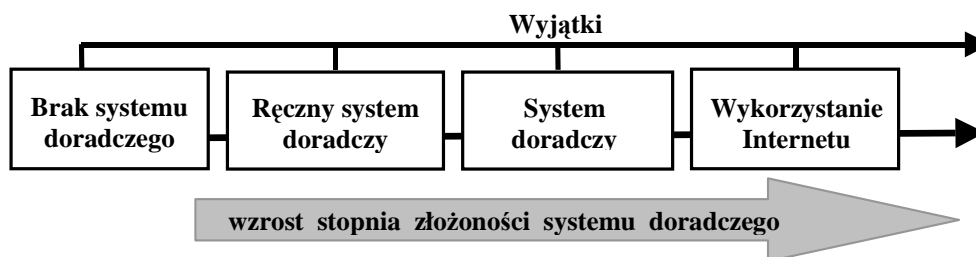 Wyjątki
Brak systemu
doradczego
Ręczny system
doradczy
System
doradczy
Wykorzystanie
Internetu
wzrost stopnia złożoności systemu doradczego